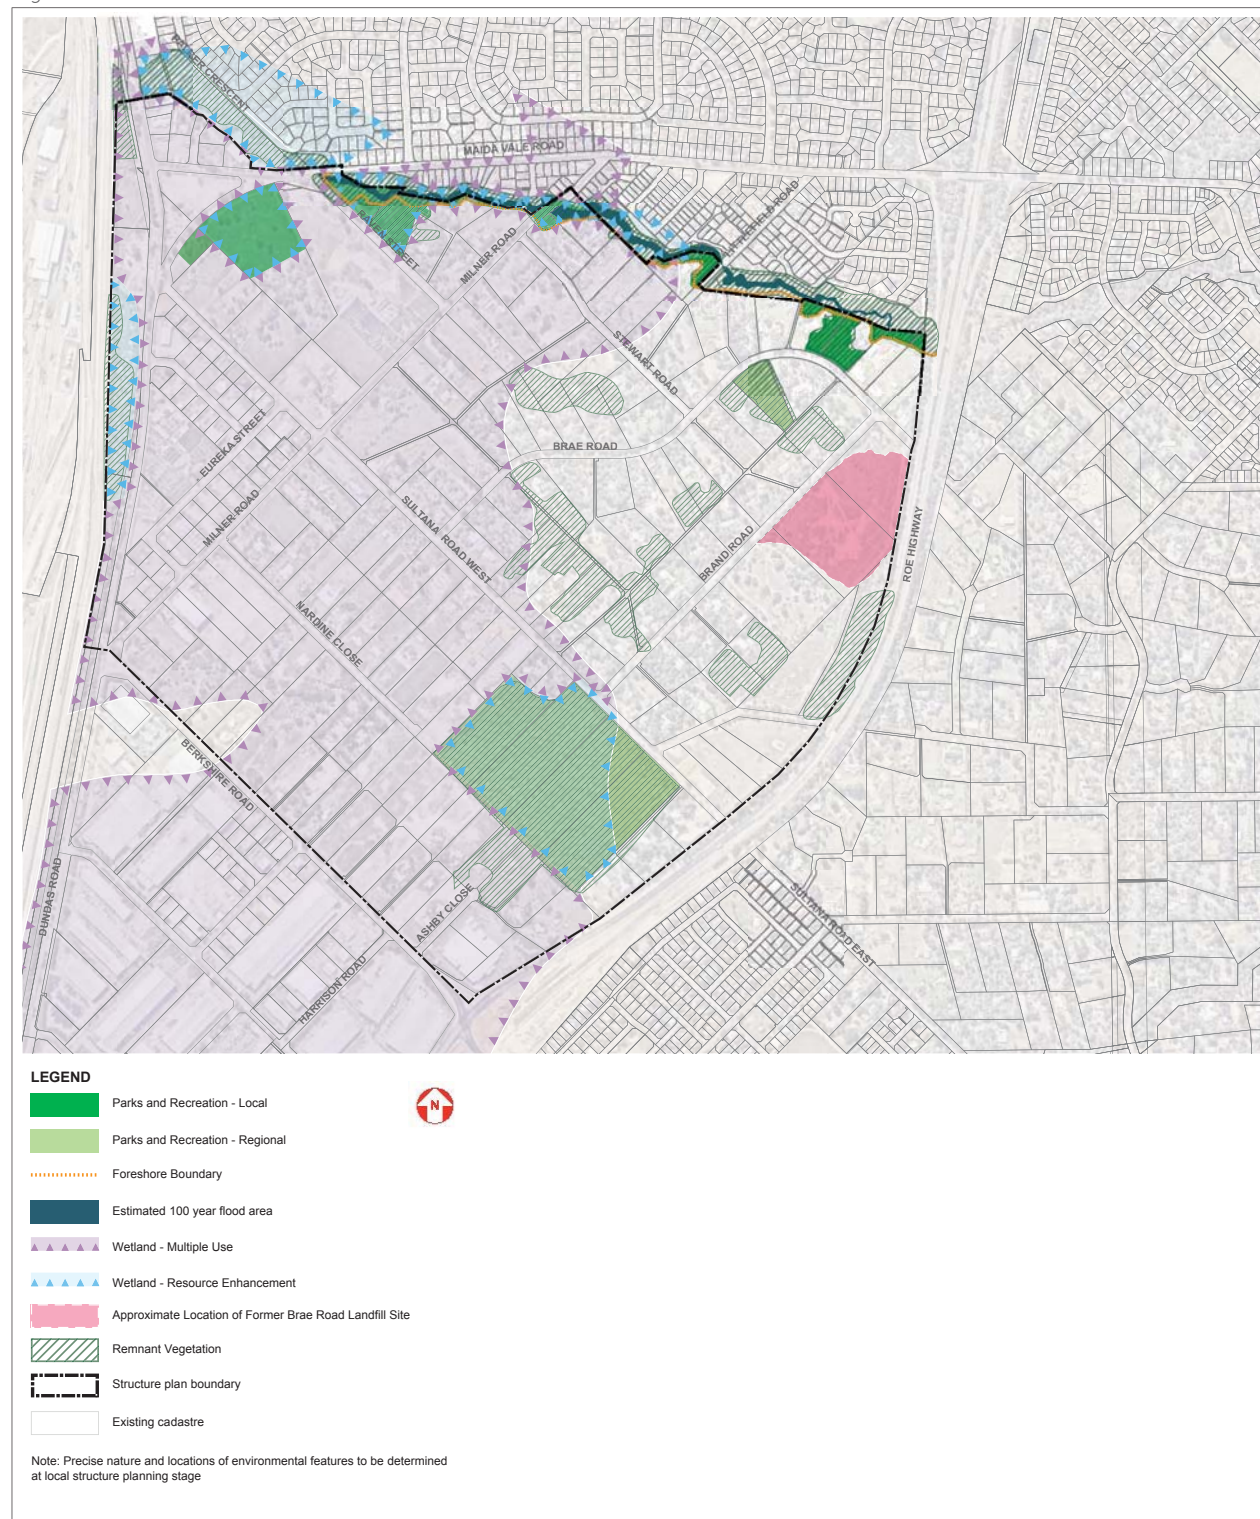 POWER CRESCENT
MAIDA VALE ROAD
RAVEN STREET
MILNER ROAD
STEWART ROAD
EUREKA STREET
BRAE ROAD
MILNER ROAD
SULTANA ROAD WEST
BRAND ROAD
ROE HIGHWAY
NARDINE CLOSE
BERKSHIRE ROAD
DUNDAS ROAD
ASHBY CLOSE
SULTANA ROAD EAST
HARRISON ROAD
LEGEND
Parks and Recreation - Local
N
Parks and Recreation - Regional
Foreshore Boundary
Estimated 100 year flood area
Wetland - Multiple Use
Wetland - Resource Enhancement
Approximate Location of Former Brae Road Landfill Site
Remnant Vegetation
Structure plan boundary
Existing cadastre
Note: Precise nature and locations of environmental features to be determined
at local structure planning stage